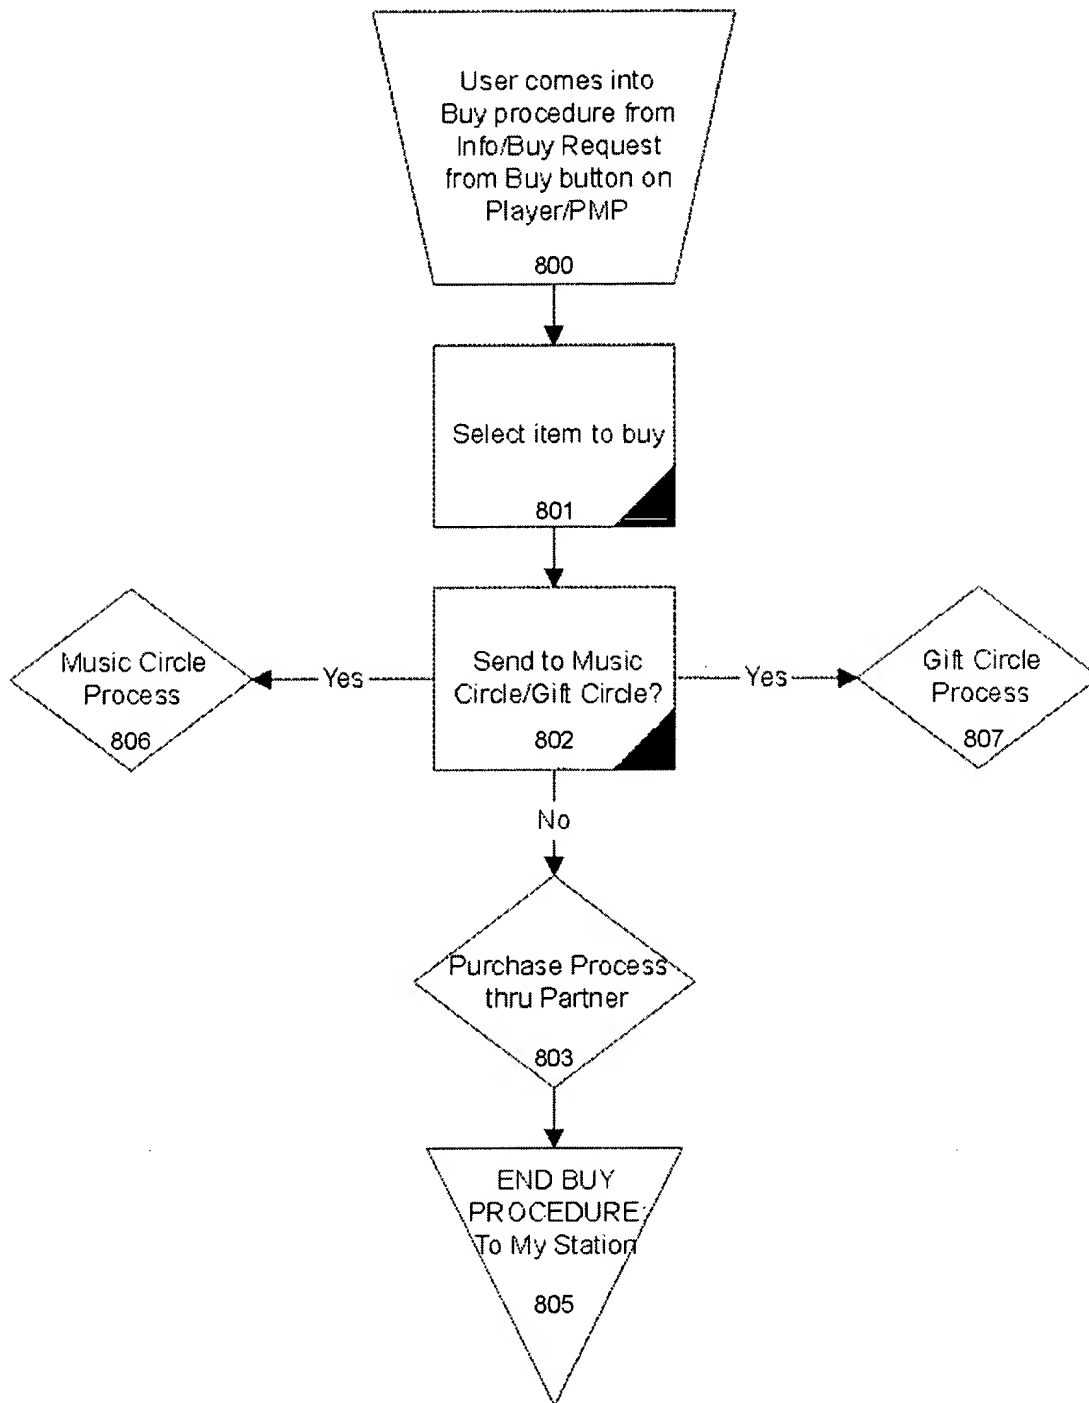 User comes into
Buy procedure from
Info/Buy Request
from Buy button on
Player/PMP
800
Select item to buy
801
Music Circle
Process
806
Yes
Send to Music
Circle/Gift Circle?
802
Yes
Gift Circle
Process
807
No
Purchase Process
thru Partner
803
END BUY
PROCEDURE:
To My Station
805